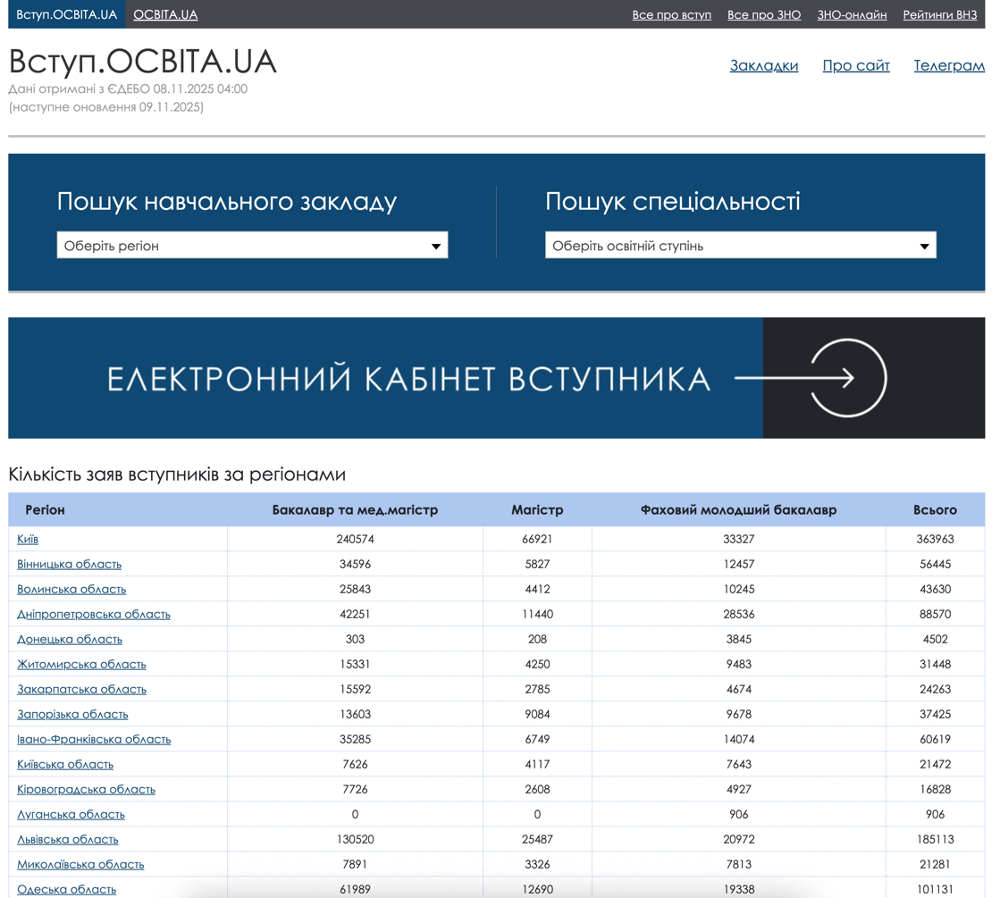 Вступ.ОСВІТА.UA ОСВІТА.UA Все про вступ Все про ЗНО ЗНО-онлайн Рейтинги ВНЗ
Вступ.ОСВІТА.UA
Закладки Про сайт Телеграм
Дані отримані з ЄДЕБО 08.11.2025 04:00
(наступне оновлення 09.11.2025)
Пошук навчального закладу
Оберіть регіон
Пошук спеціальності
Оберіть освітній ступінь
ЕЛЕКТРОННИЙ КАБІНЕТ ВСТУПНИКА
Кількість заяв вступників за регіонами
Регіон Бакалавр та мед.магістр Магістр Фаховий молодший бакалавр Всього
Київ 240574 66921 33327 363963
Вінницька область 34596 5827 12457 56445
Волинська область 25843 4412 10245 43630
Дніпропетровська область 42251 11440 28536 88570
Донецька область 303 208 3845 4502
Житомирська область 15331 4250 9483 31448
Закарпатська область 15592 2785 4674 24263
Запорізька область 13603 9084 9678 37425
Івано-Франківська область 35285 6749 14074 60619
Київська область 7626 4117 7643 21472
Кіровоградська область 7726 2608 4927 16828
Луганська область 0 0 906 906
Львівська область 130520 25487 20972 185113
Миколаївська область 7891 3326 7813 21281
Одеська область 61989 12690 19338 101131